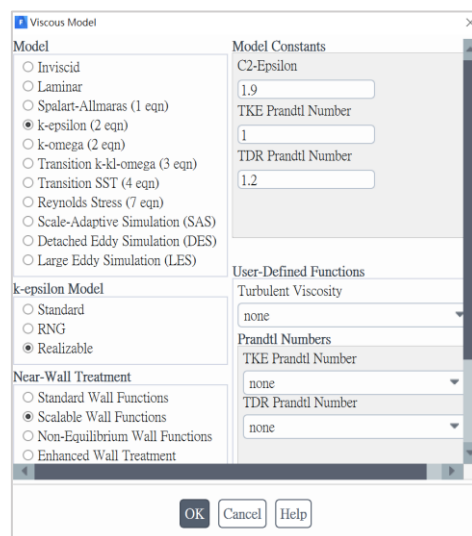 Viscous Model
Model
Inviscid
Laminar
Spalart-Allmaras (1 eqn)
k-epsilon (2 eqn)
k-omega (2 eqn)
Transition k-kl-omega (3 eqn)
Transition SST (4 eqn)
Reynolds Stress (7 eqn)
Scale-Adaptive Simulation (SAS)
Detached Eddy Simulation (DES)
Large Eddy Simulation (LES)
k-epsilon Model
Standard
RNG
Realizable
Near-Wall Treatment
Standard Wall Functions
Scalable Wall Functions
Non-Equilibrium Wall Functions
Enhanced Wall Treatment
Model Constants
C2-Epsilon
1.9
TKE Prandtl Number
1
TDR Prandtl Number
1.2
User-Defined Functions
Turbulent Viscosity
none
Prandtl Numbers
TKE Prandtl Number
none
TDR Prandtl Number
none
OK
Cancel
Help